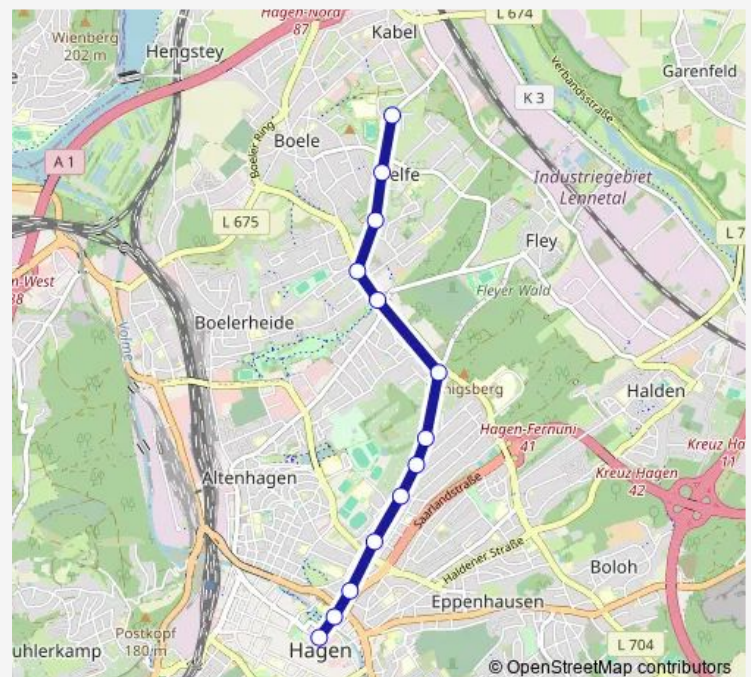 Hagen-Nord
87
L 674
Wienberg
202 m
Hengstey
Kabel
Garenfeld
K 3
Verbandsstraße
Boele
Boeler Ring
A 1
elfe
Industriegebiet
Lennetal
L 675
L 7
Fley
n-West
38
Fleyer Wald
Volme
Boelerheide
nigsberg
Halden
Hagen-Fernuni
41
Kreuz Ha
11
Kreuz Hagen
42
Altenhagen
Saarlandstraße
Haldener Straße
Boloh
Eppenhausen
Postkopf
180 m
uhlerkamp
Hagen
L 704
© OpenStreetMap contributors